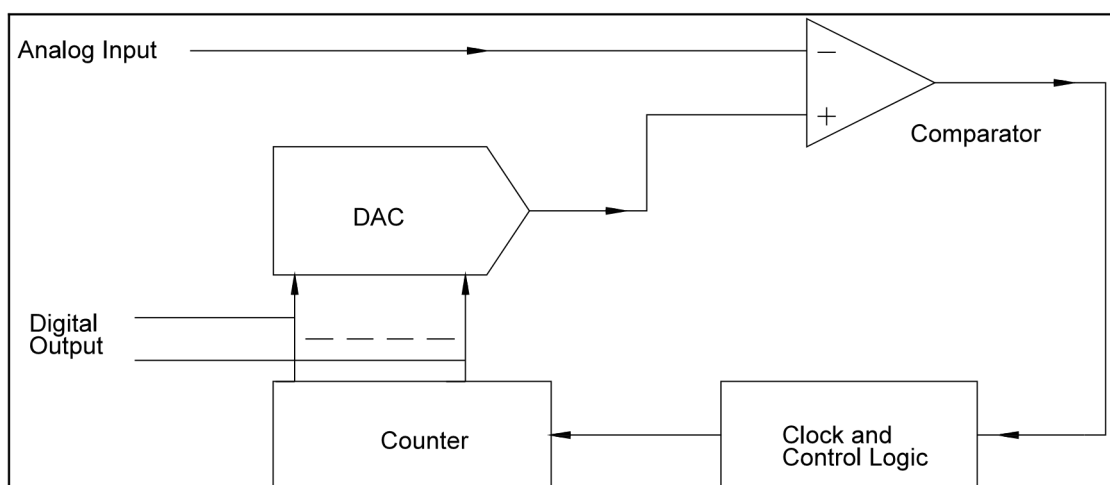 Analog Input
−
+
Comparator
DAC
Digital
Output
Counter
Clock and
Control Logic